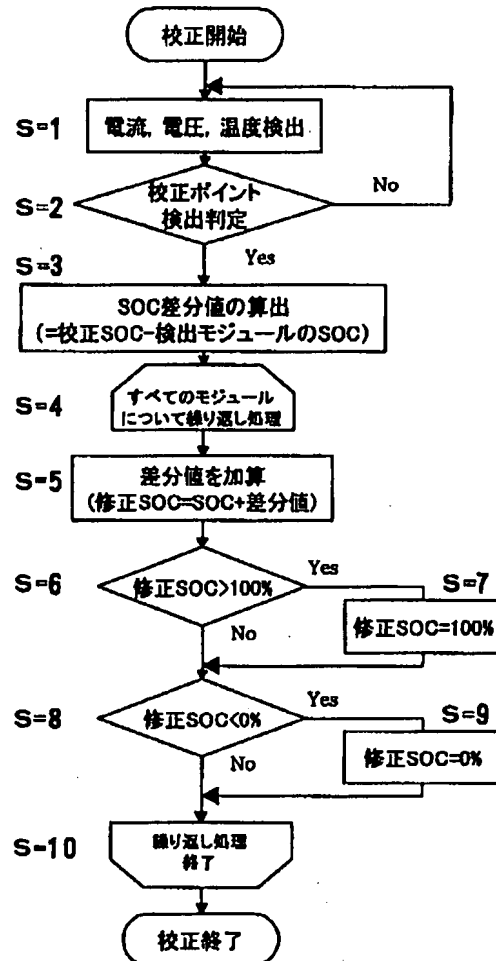 校正開始
S=1
電流, 電圧, 温度検出
S=2
校正ポイント
検出判定
No
Yes
S=3
SOC差分値の算出
(=校正SOC-検出モジュールのSOC)
S=4
すべてのモジュール
について繰り返し処理
S=5
差分値を加算
(修正SOC=SOC+差分値)
S=6
修正SOC>100%
Yes
S=7
修正SOC=100%
No
S=8
修正SOC<0%
Yes
S=9
修正SOC=0%
No
S=10
繰り返し処理
終了
校正終了